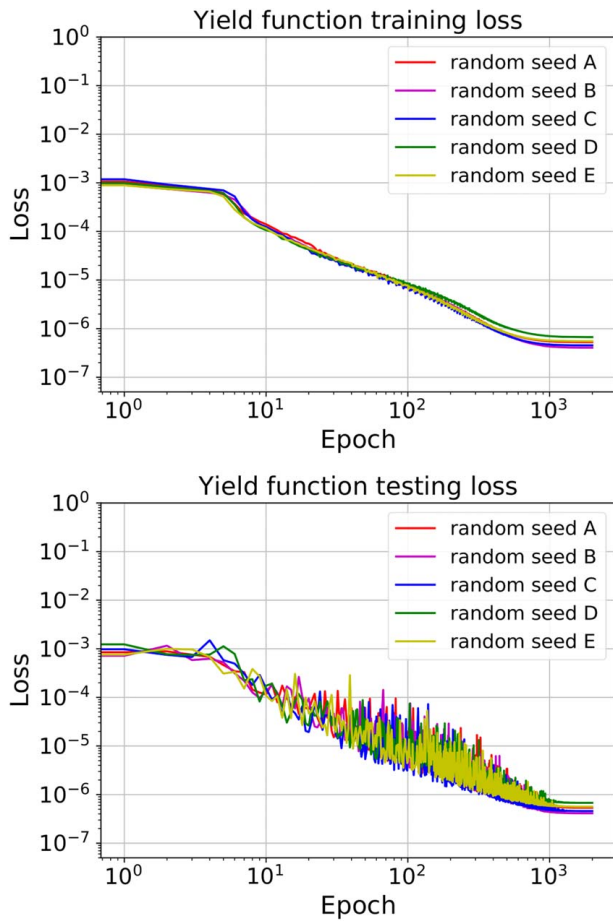 Yield function training loss
10^0
10^-1
10^-2
10^-3
10^-4
10^-5
10^-6
10^-7
Loss
random seed A
random seed B
random seed C
random seed D
random seed E
10^0
10^1
10^2
10^3
Epoch
Yield function testing loss
10^0
10^-1
10^-2
10^-3
10^-4
10^-5
10^-6
10^-7
Loss
random seed A
random seed B
random seed C
random seed D
random seed E
10^0
10^1
10^2
10^3
Epoch